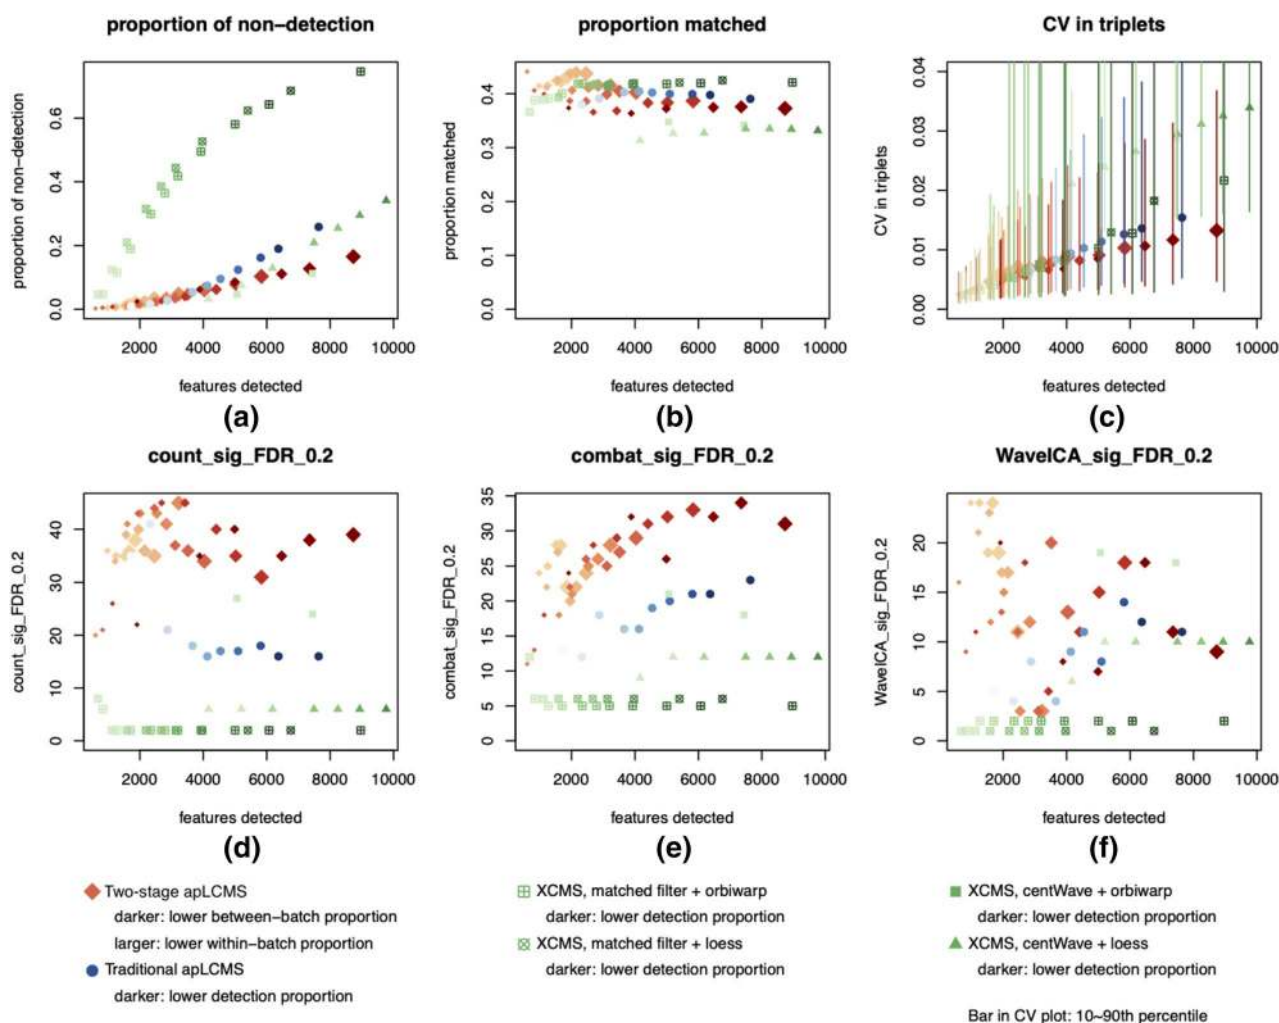 proportion of non−detection
proportion of non−detection
0.0
0.2
0.4
0.6
2000 4000 6000 8000 10000
features detected
(a)
proportion matched
proportion matched
0.0
0.1
0.2
0.3
0.4
2000 4000 6000 8000 10000
features detected
(b)
CV in triplets
CV in triplets
0.00
0.01
0.02
0.03
0.04
2000 4000 6000 8000 10000
features detected
(c)
count_sig_FDR_0.2
count_sig_FDR_0.2
0
10
20
30
40
2000 4000 6000 8000 10000
features detected
(d)
combat_sig_FDR_0.2
combat_sig_FDR_0.2
0
5
10
15
20
25
30
35
2000 4000 6000 8000 10000
features detected
(e)
WaveICA_sig_FDR_0.2
WaveICA_sig_FDR_0.2
0
5
10
15
20
2000 4000 6000 8000 10000
features detected
(f)
Two−stage apLCMS
darker: lower between−batch proportion
larger: lower within−batch proportion
Traditional apLCMS
darker: lower detection proportion
XCMS, matched filter + orbiwarp
darker: lower detection proportion
XCMS, matched filter + loess
darker: lower detection proportion
XCMS, centWave + orbiwarp
darker: lower detection proportion
XCMS, centWave + loess
darker: lower detection proportion
Bar in CV plot: 10~90th percentile